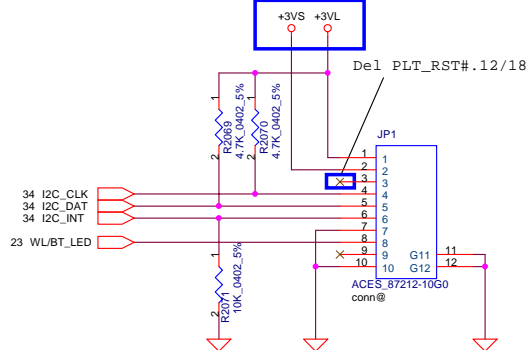 +3VS +3VL
Del PLT_RST#.12/18
1 1
R2069
4.7K_0402_5%
R2070
4.7K_0402_5%
2 2
JP1
1 1
2 2
3 3
34 I2C_CLK 4 4
34 I2C_DAT 5 5
34 I2C_INT 6 6
7 7
23 WL/BT_LED 8 8
9 9
10 10
G11 11
G12 12
ACES_87212-10G0
conn@
1
R2071
10K_0402_5%
2